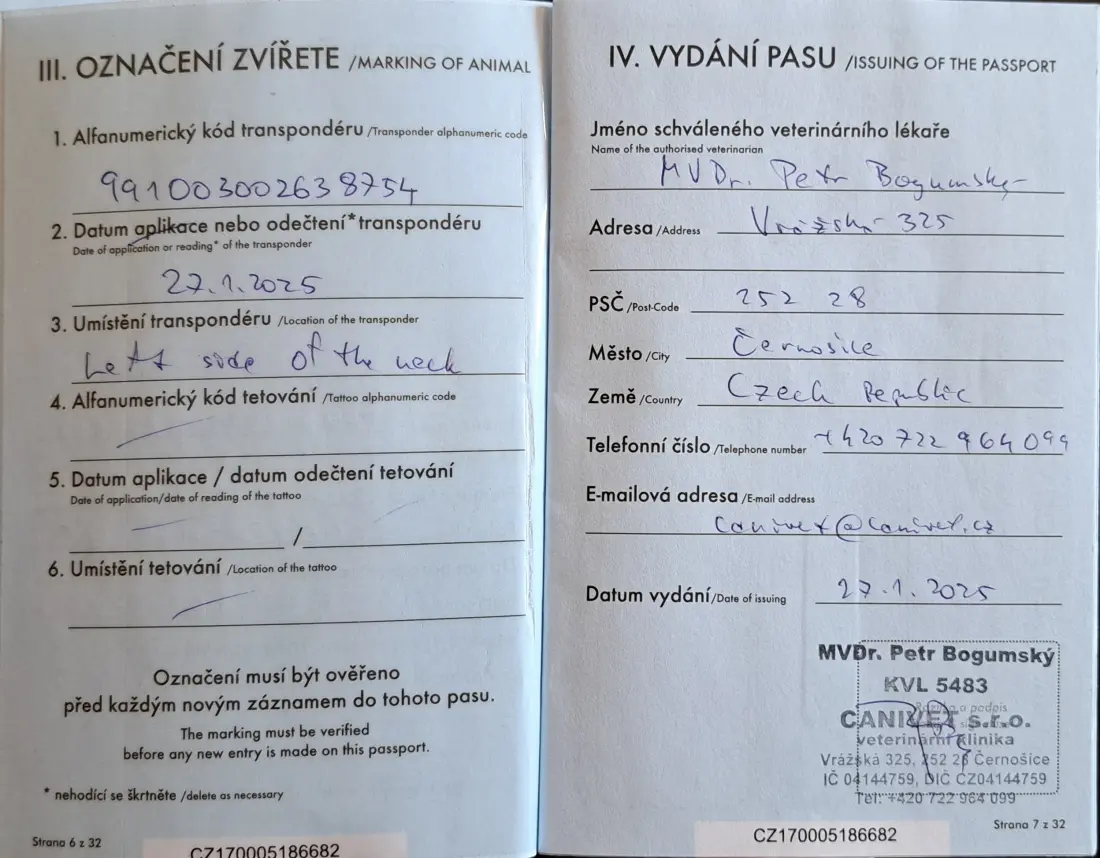 III. OZNAČENÍ ZVÍŘETE /MARKING OF ANIMAL
1. Alfanumerický kód transpondéru /Transponder alphanumeric code
991003002638754
2. Datum aplikace nebo odečtení* transpondéru
Date of application or reading* of the transponder
27.1.2025
3. Umístění transpondéru /Location of the transponder
Left side of the neck
4. Alfanumerický kód tetování /Tattoo alphanumeric code
5. Datum aplikace / datum odečtení tetování
Date of application/date of reading of the tattoo
/
6. Umístění tetování /Location of the tattoo
Označení musí být ověřeno
před každým novým záznamem do tohoto pasu.
The marking must be verified
before any new entry is made on this passport.
* nehodící se škrtněte /delete as necessary
Strana 6 z 32
CZ170005186682
IV. VYDÁNÍ PASU /ISSUING OF THE PASSPORT
Jméno schváleného veterinárního lékaře
Name of the authorised veterinarian
MVDr. Petr Bogumský
Adresa /Address Vrážská 325
PSČ /Post-Code 252 28
Město /City Černošice
Země /Country Czech Republic
Telefonní číslo /Telephone number +420 722 964 099
E-mailová adresa /E-mail address
canivet@canivet.cz
Datum vydání /Date of issuing 27.1.2025
MVDr. Petr Bogumský
KVL 5483
a podpis
CANIVET s.r.o.
veterinární klinika
Vrážská 325, 252 28 Černošice
IČ 04144759, DIČ CZ04144759
Tel: +420 722 964 099
Strana 7 z 32
CZ170005186682